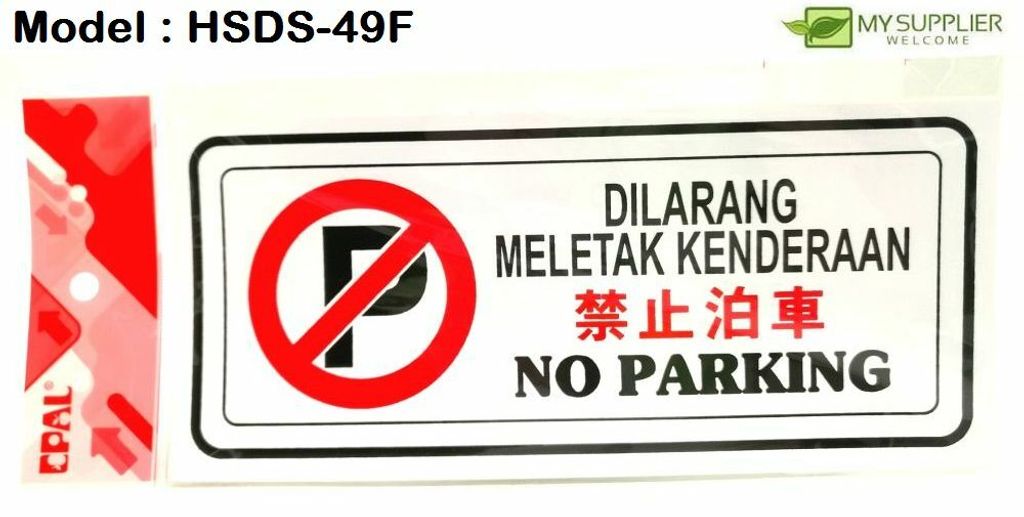 Model : HSDS-49F
MY SUPPLIER
WELCOME
P
DILARANG
MELETAK KENDERAAN
禁止泊車
NO PARKING
CPAL®